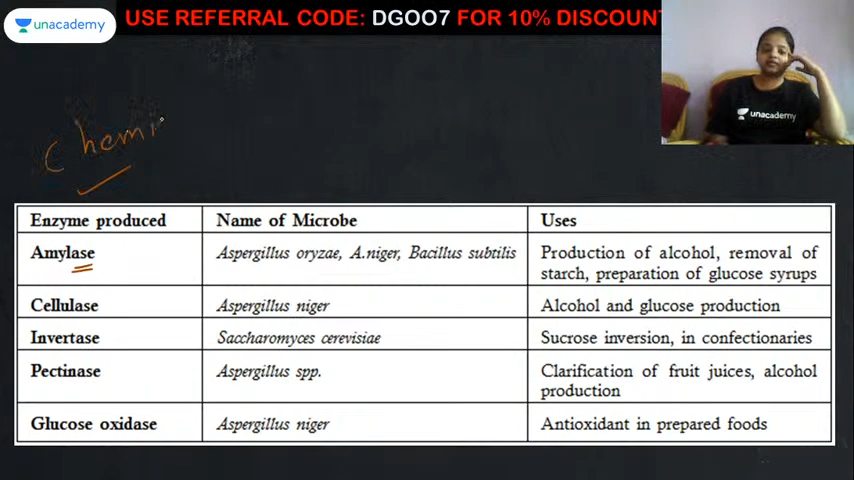 unacademy
USE REFERRAL CODE: DGOO7 FOR 10% DISCOUNT
unacademy
Chemi
Enzyme produced Name of Microbe Uses
Amylase Aspergillus oryzae, A.niger, Bacillus subtilis Production of alcohol, removal of
starch, preparation of glucose syrups
Cellulase Aspergillus niger Alcohol and glucose production
Invertase Saccharomyces cerevisiae Sucrose inversion, in confectionaries
Pectinase Aspergillus spp. Clarification of fruit juices, alcohol
production
Glucose oxidase Aspergillus niger Antioxidant in prepared foods